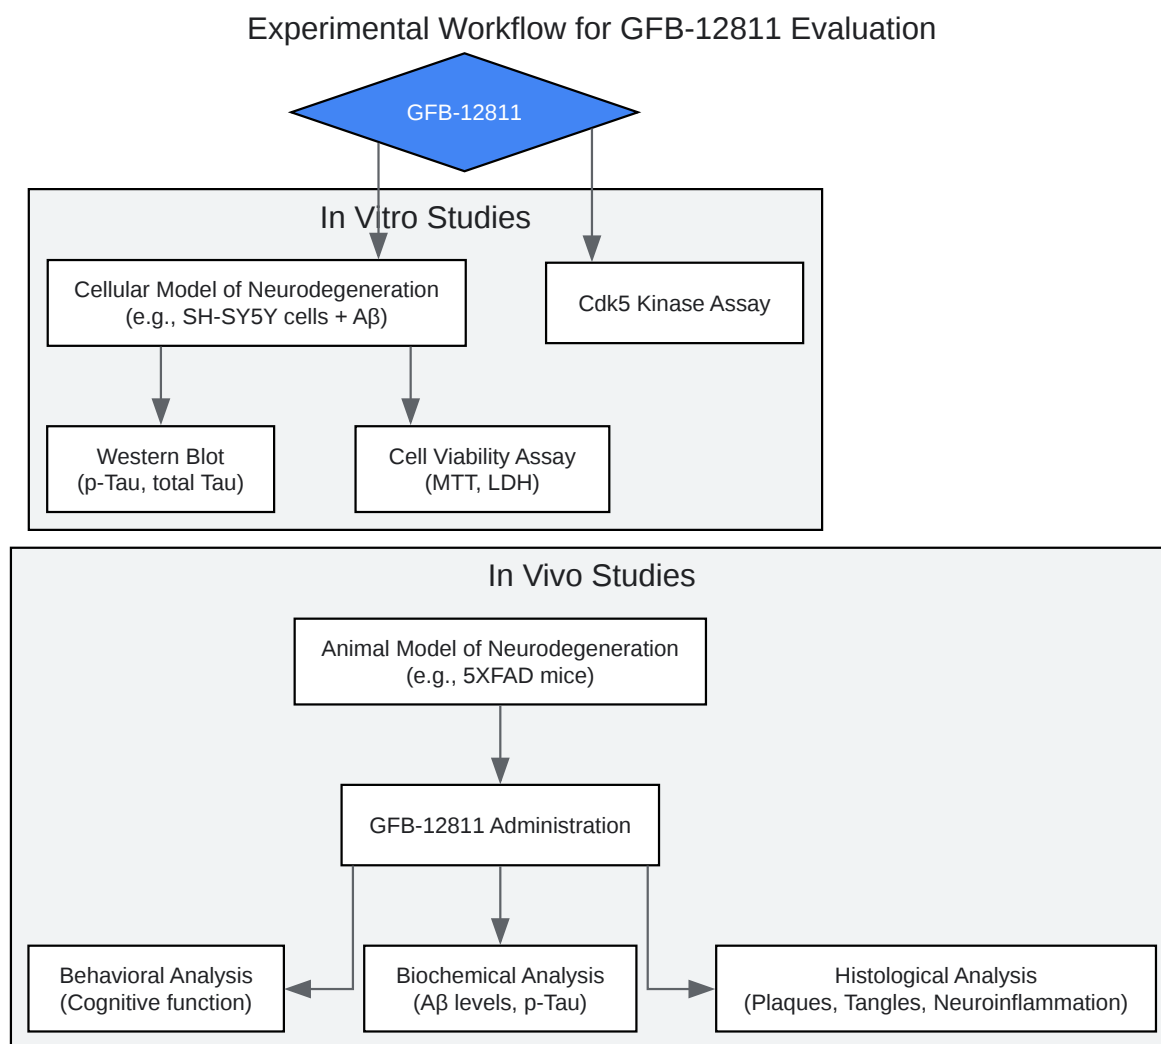 Experimental Workflow for GFB-12811 Evaluation
GFB-12811
In Vitro Studies
Cellular Model of Neurodegeneration
(e.g., SH-SY5Y cells + Aβ)
Cdk5 Kinase Assay
Western Blot
(p-Tau, total Tau)
Cell Viability Assay
(MTT, LDH)
In Vivo Studies
Animal Model of Neurodegeneration
(e.g., 5XFAD mice)
GFB-12811 Administration
Behavioral Analysis
(Cognitive function)
Biochemical Analysis
(Aβ levels, p-Tau)
Histological Analysis
(Plaques, Tangles, Neuroinflammation)